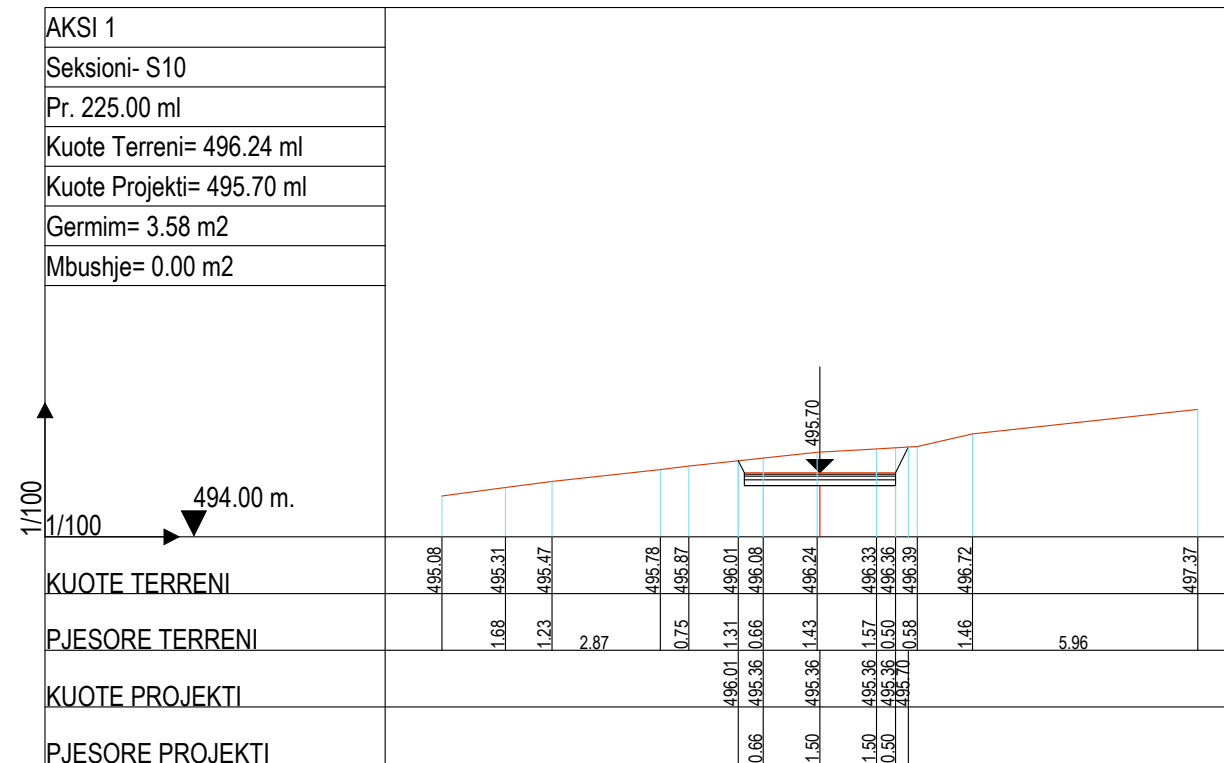 AKSI 1
Seksioni- S10
Pr. 225.00 ml
Kuote Terreni= 496.24 ml
Kuote Projekti= 495.70 ml
Germim= 3.58 m2
Mbushje= 0.00 m2
495.70
494.00 m.
1/100
1/100
KUOTE TERRENI 495.08 495.31 495.47 495.78 495.87 496.01 496.08 496.24 496.33 496.36 496.39 496.72 497.37
PJESORE TERRENI 1.68 1.23 2.87 0.75 1.31 0.66 1.43 1.57 0.50 0.58 1.46 5.96
KUOTE PROJEKTI 496.01 495.36 495.36 495.36 495.36 495.70
PJESORE PROJEKTI 0.66 1.50 1.50 0.50